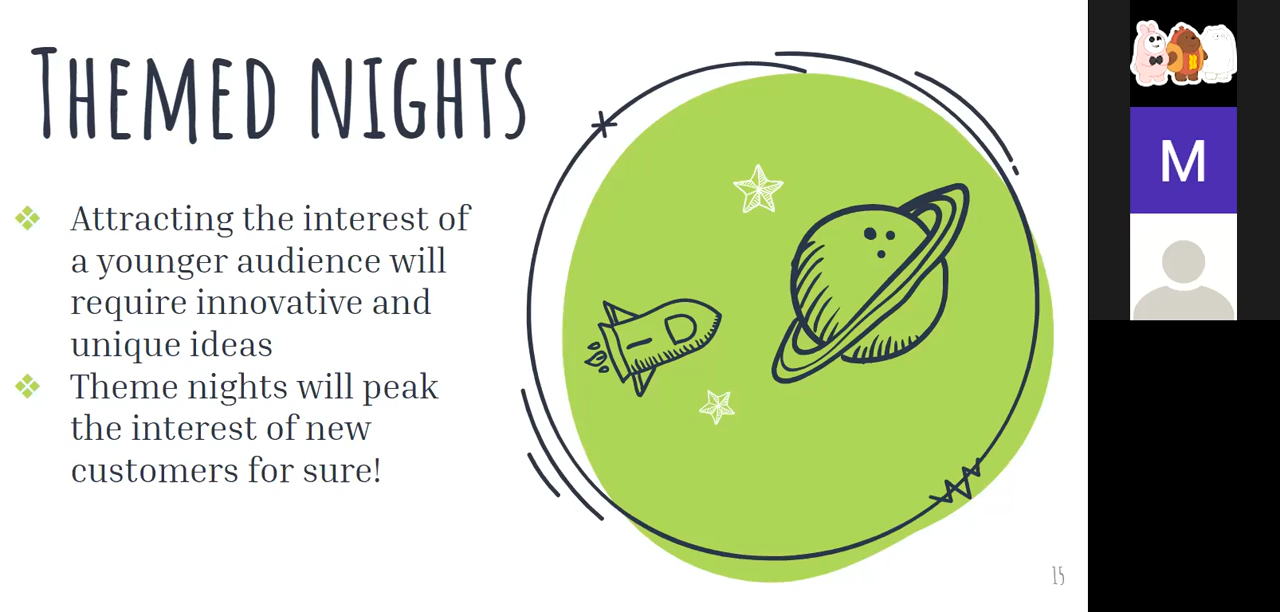 THEMED NIGHTS
❖ Attracting the interest of
a younger audience will
require innovative and
unique ideas
❖ Theme nights will peak
the interest of new
customers for sure!
15
M